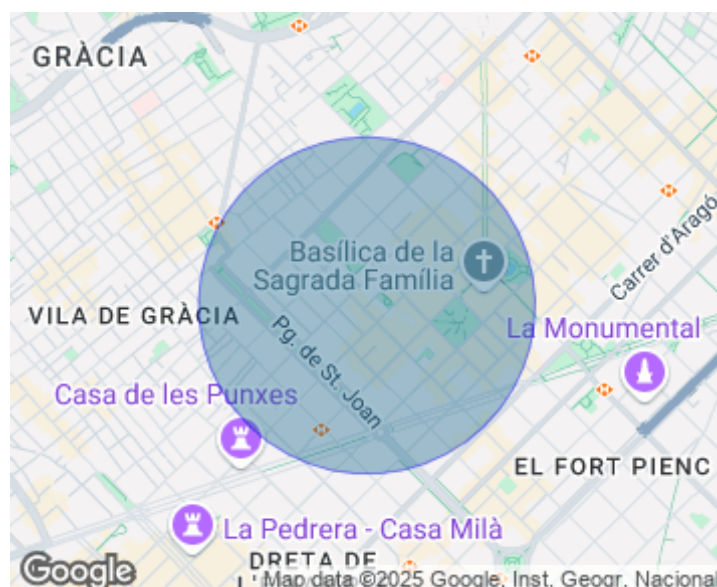 GRÀCIA
Basílica de la
Sagrada Família
Carrer d'Aragó
VILA DE GRÀCIA
Pg. de St. Joan
La Monumental
Casa de les Punxes
EL FORT PIENC
La Pedrera - Casa Milà
DRETA DE
Google
Map data ©2025 Google, Inst. Geogr. Nacional